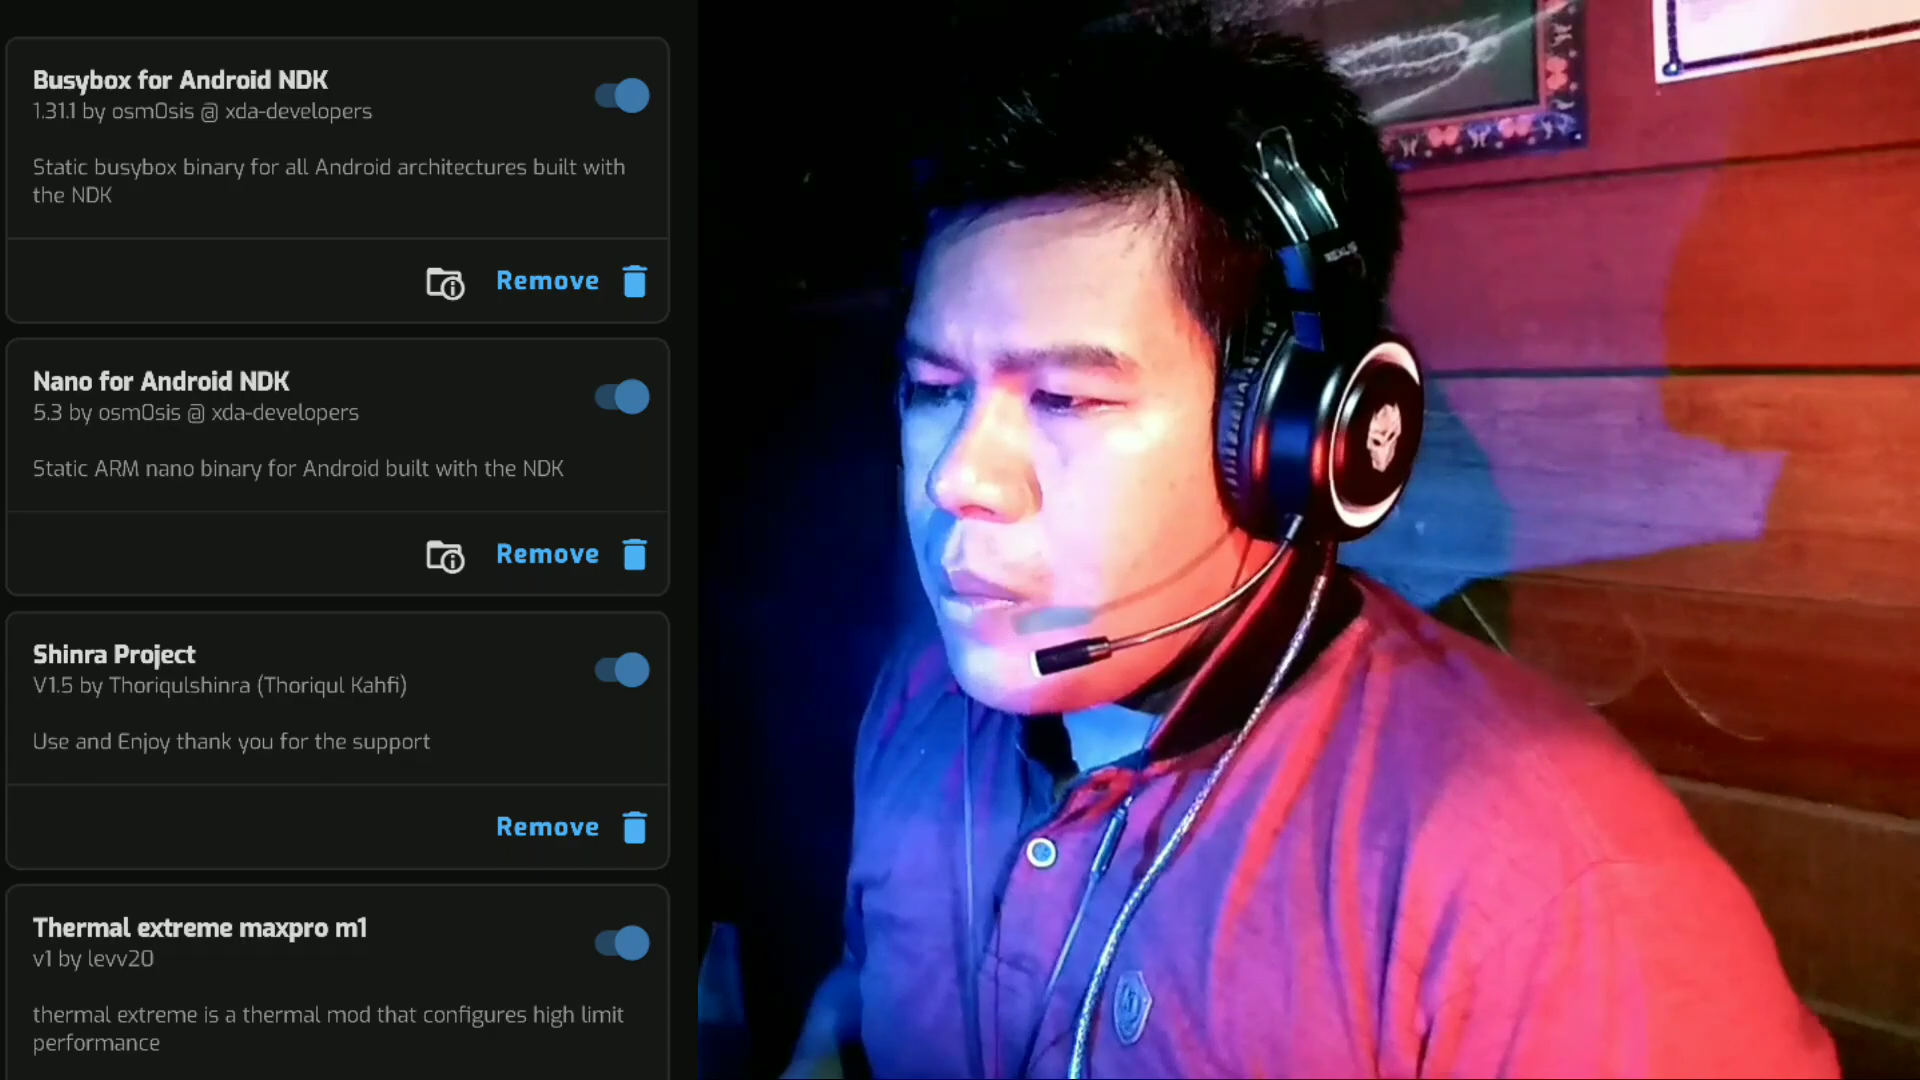 Busybox for Android NDK
1.31.1 by osm0sis @ xda-developers
Static busybox binary for all Android architectures built with
the NDK
Remove
Nano for Android NDK
5.3 by osm0sis @ xda-developers
Static ARM nano binary for Android built with the NDK
Remove
Shinra Project
V1.5 by Thoriqulshinra (Thoriqul Kahfi)
Use and Enjoy thank you for the support
Remove
Thermal extreme maxpro m1
v1 by levv20
thermal extreme is a thermal mod that configures high limit
performance